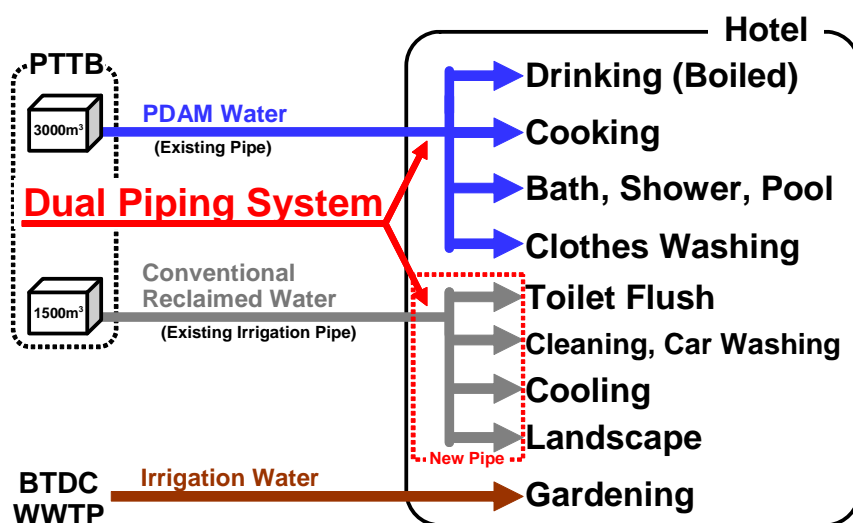 Hotel
PTTB
3000m³
PDAM Water
(Existing Pipe)
Drinking (Boiled)
Cooking
Bath, Shower, Pool
Clothes Washing
Dual Piping System
1500m³
Conventional
Reclaimed Water
(Existing Irrigation Pipe)
Toilet Flush
Cleaning, Car Washing
Cooling
Landscape
New Pipe
BTDC
WWTP
Irrigation Water
Gardening